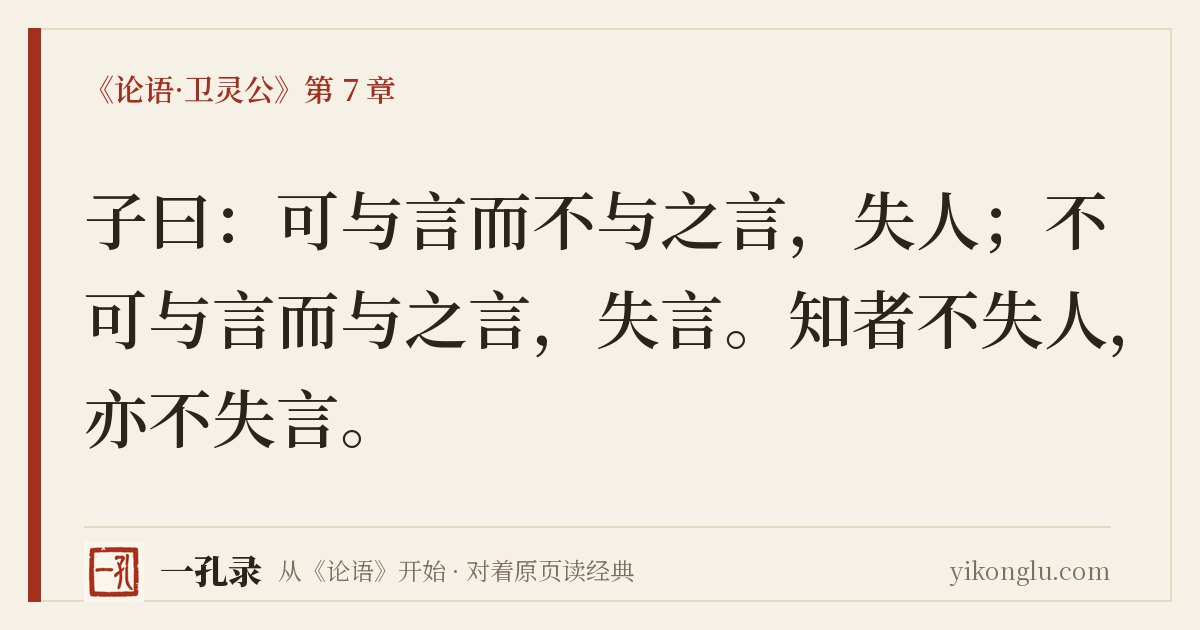 《论语·卫灵公》第 7 章
子曰：可与言而不与之言，失人；不
可与言而与之言，失言。知者不失人，
亦不失言。
一孔
一孔录 从《论语》开始 · 对着原页读经典 yikonglu.com